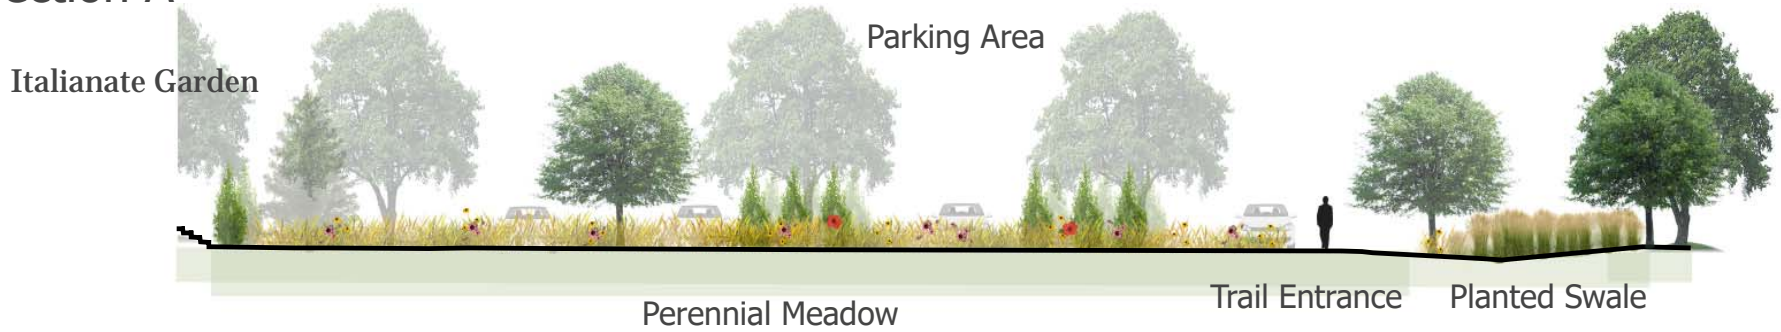 Parking Area
Italianate Garden
Trail Entrance
Planted Swale
Perennial Meadow